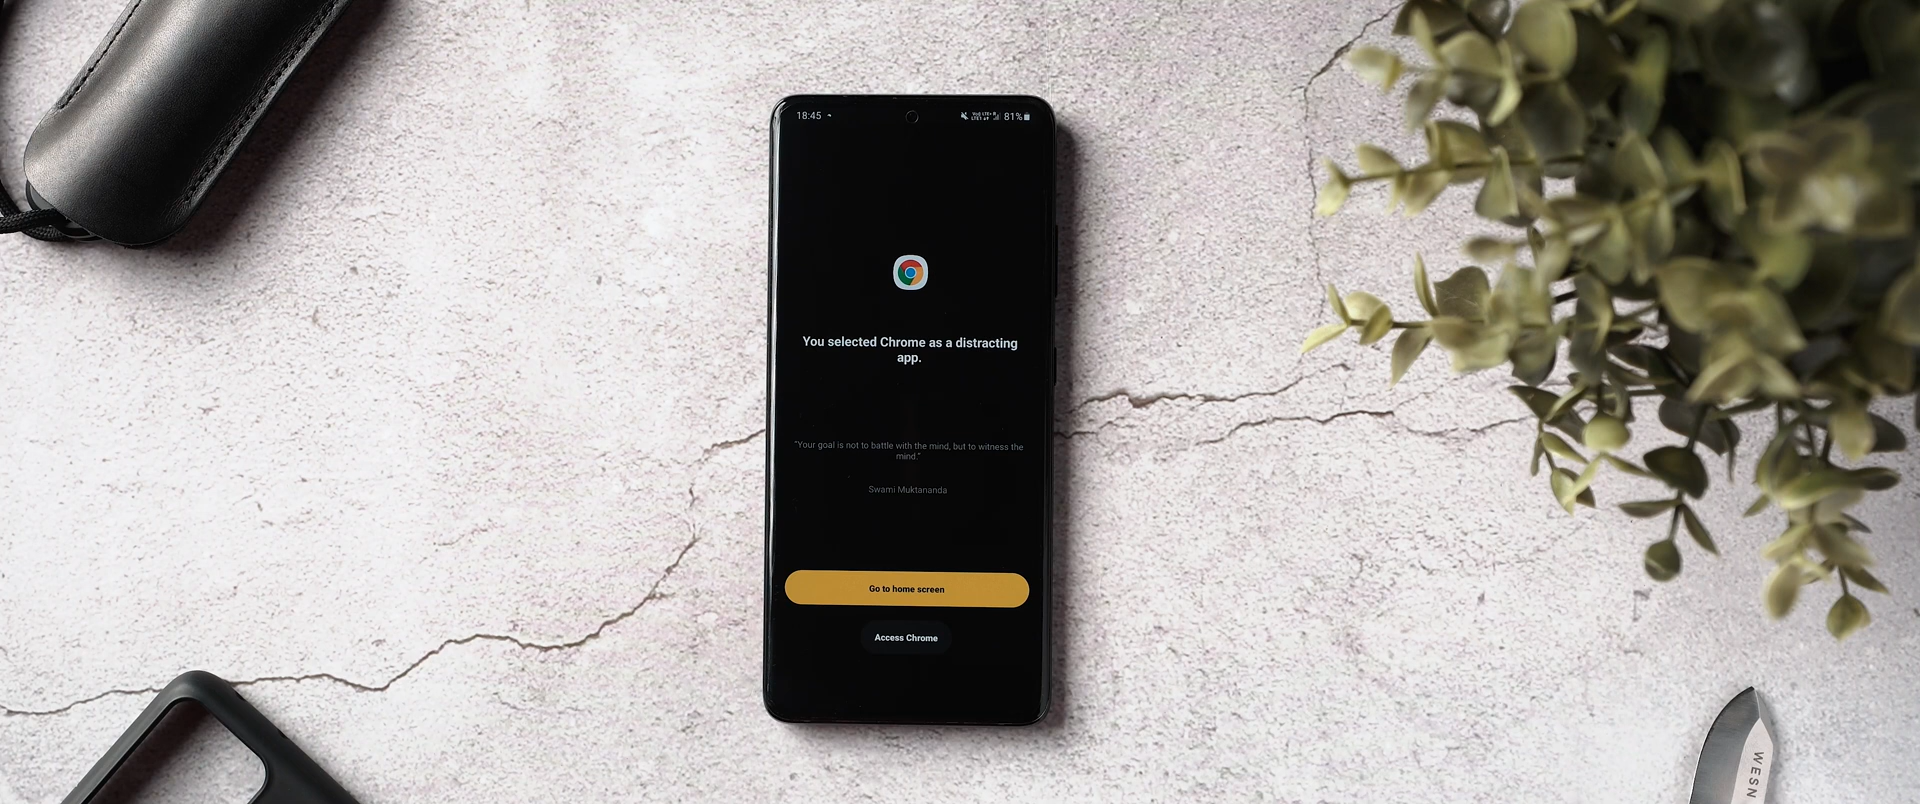 18:45
81%
You selected Chrome as a distracting
app.
"Your goal is not to battle with the mind, but to witness the
mind."
Swami Muktananda
Go to home screen
Access Chrome
WESN